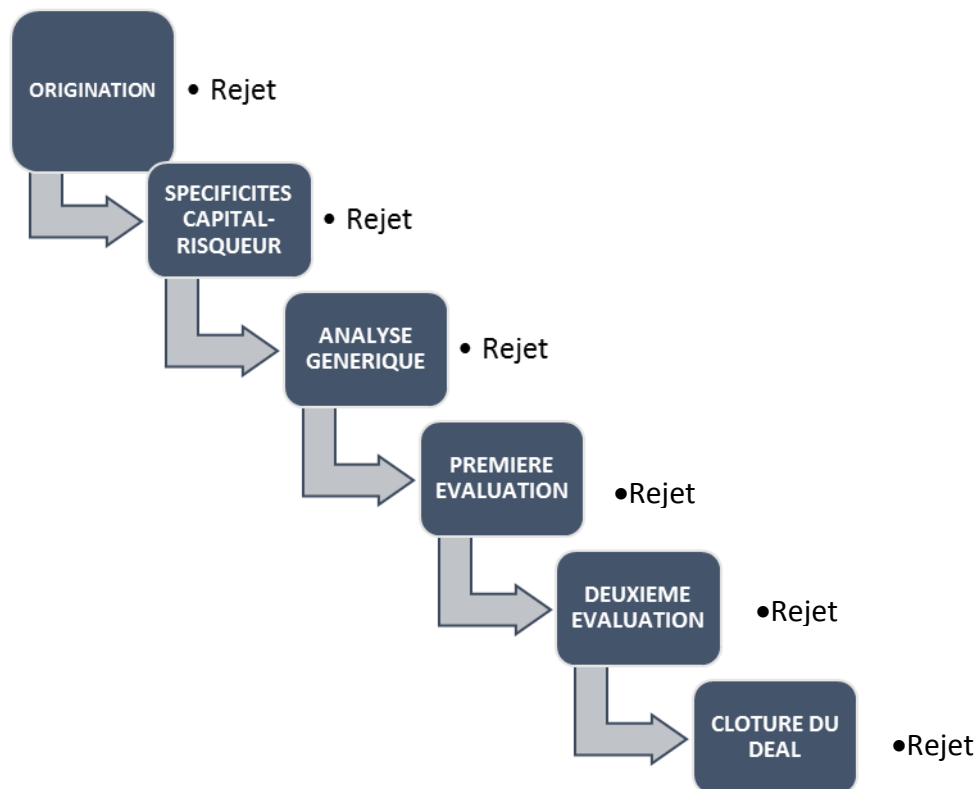 ORIGINATION
• Rejet
SPECIFICITES
CAPITAL-
RISQUEUR
• Rejet
ANALYSE
GENERIQUE
• Rejet
PREMIERE
EVALUATION
•Rejet
DEUXIEME
EVALUATION
•Rejet
CLOTURE DU
DEAL
•Rejet